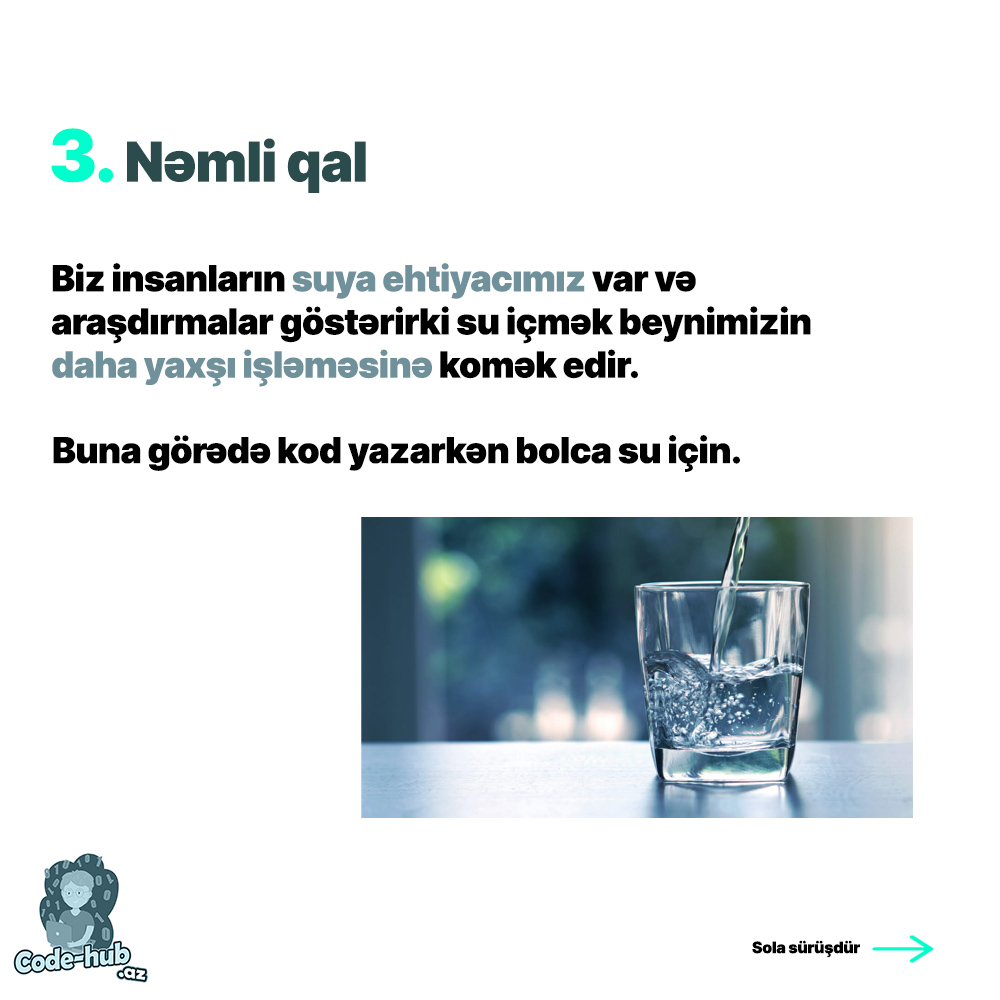 3. Nəmli qal
Biz insanların suya ehtiyacımız var və
araşdırmalar göstərirki su içmək beynimizin
daha yaxşı işləməsinə komək edir.
Buna görədə kod yazarkən bolca su için.
Code-hub
.az
Sola sürüşdür